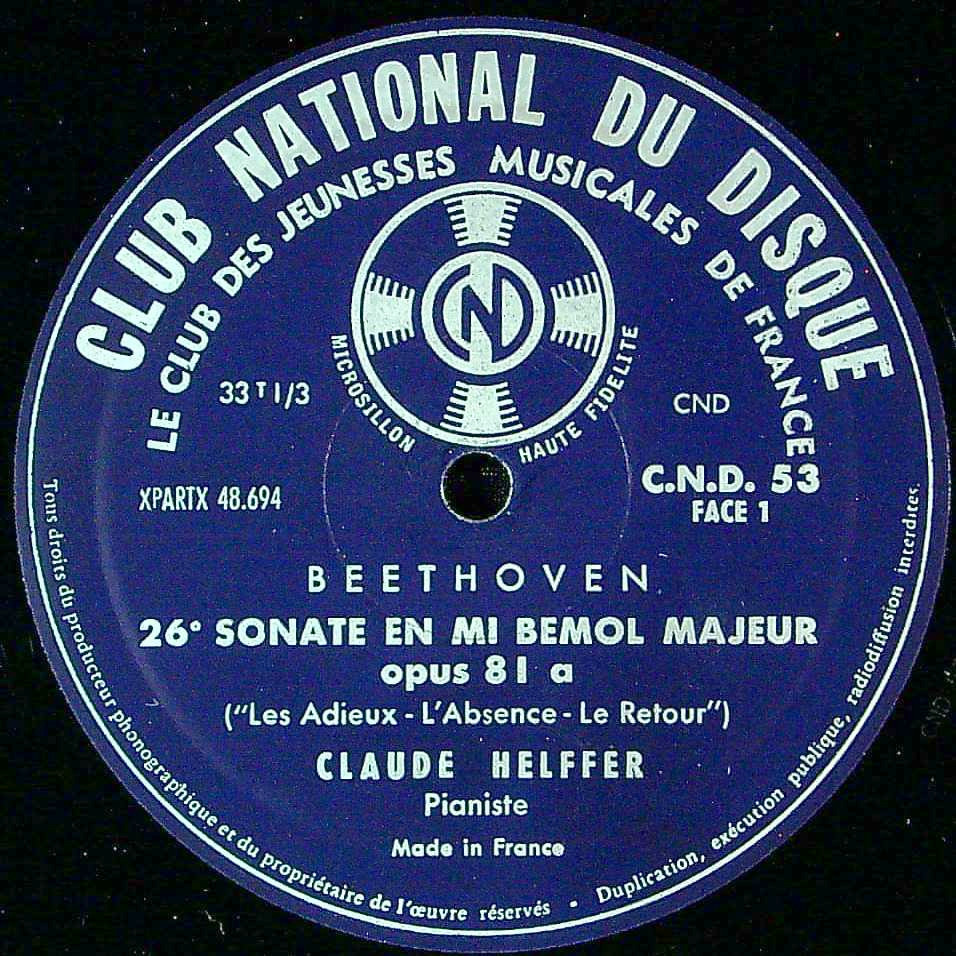 CLUB NATIONAL DU DISQUE
LE CLUB DES JEUNESSES MUSICALES DE FRANCE
CND
MICROSILLON
HAUTE FIDELITE
33 T 1/3
CND
XPARTX 48.694
C.N.D. 53
FACE 1
BEETHOVEN
26e SONATE EN MI BEMOL MAJEUR
opus 81 a
("Les Adieux - L'Absence - Le Retour")
CLAUDE HELFFER
Pianiste
Made in France
Tous droits du producteur phonographique et du propriétaire de l'œuvre réservés • Duplication, exécution publique, radiodiffusion interdites.
CND